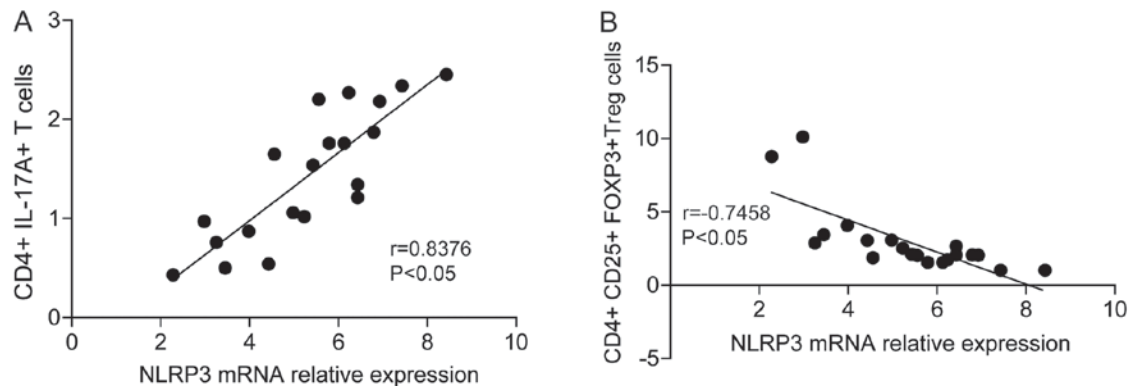 A
CD4+ IL-17A+ T cells
3
2
1
0
0 2 4 6 8 10
r=0.8376
P<0.05
NLRP3 mRNA relative expression
B
CD4+ CD25+ FOXP3+Treg cells
15
10
5
0
-5
2 4 6 8 10
r=-0.7458
P<0.05
NLRP3 mRNA relative expression